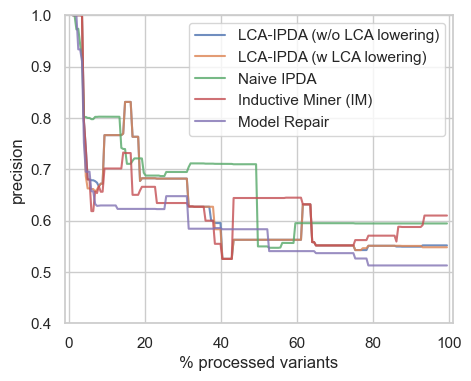 1.0
0.9
0.8
0.7
0.6
0.5
0.4
precision
LCA-IPDA (w/o LCA lowering)
LCA-IPDA (w LCA lowering)
Naive IPDA
Inductive Miner (IM)
Model Repair
0 20 40 60 80 100
% processed variants